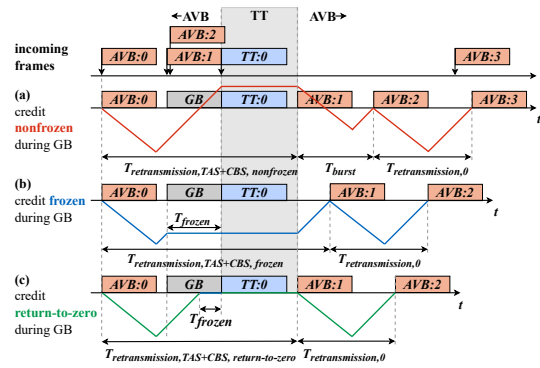 AVB TT AVB
AVB:2
incoming frames
AVB:0 AVB:1 TT:0 AVB:3
t
(a) credit nonfrozen during GB
AVB:0 GB TT:0 AVB:1 AVB:2 AVB:3
t
Tretransmission,TAS+CBS, nonfrozen Tburst Tretransmission,0
(b) credit frozen during GB
AVB:0 GB TT:0 AVB:1 AVB:2
t
Tfrozen
Tretransmission,TAS+CBS, frozen Tretransmission,0
(c) credit return-to-zero during GB
AVB:0 GB TT:0 AVB:1 AVB:2
t
Tfrozen
Tretransmission,TAS+CBS, return-to-zero Tretransmission,0